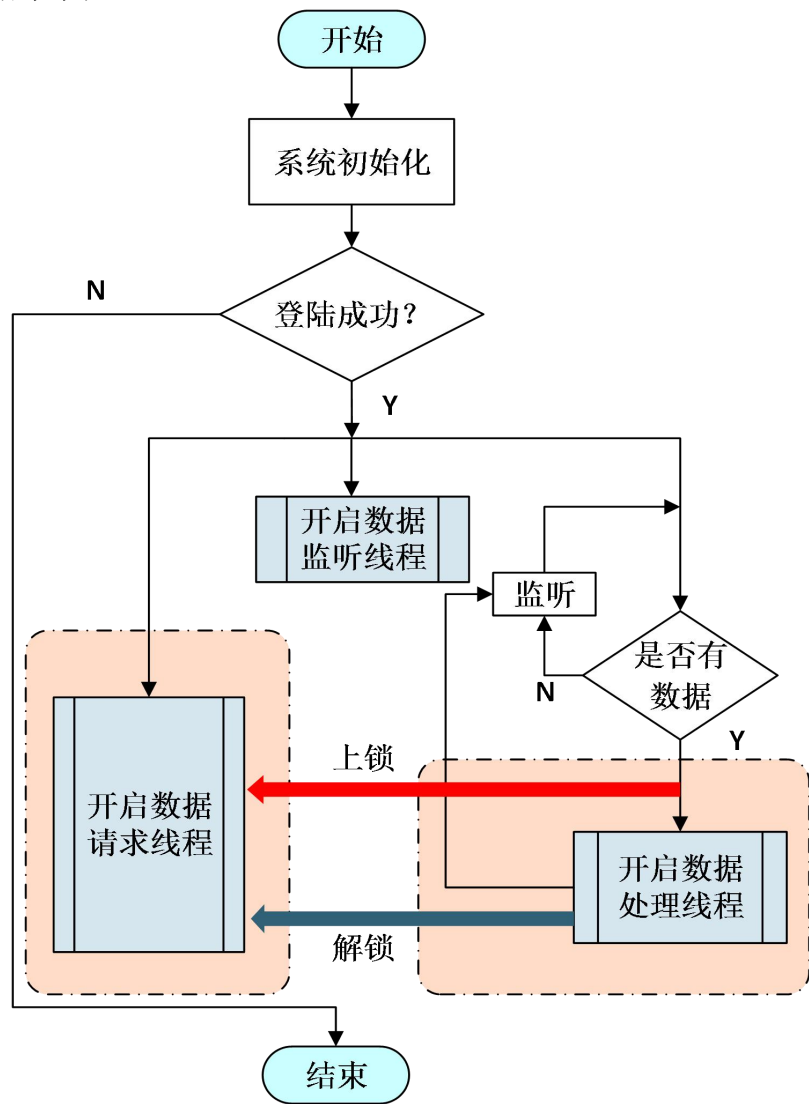 开始
系统初始化
N
登陆成功？
Y
开启数据
监听线程
监听
是否有
数据
N
Y
上锁
开启数据
请求线程
开启数据
处理线程
解锁
结束